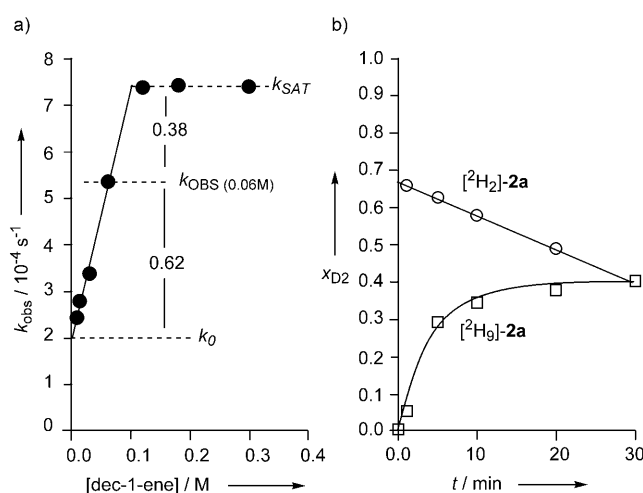 a)
8
7
6
5
4
3
2
1
0
k_obs / 10⁻⁴ s⁻¹
k_SAT
0.38
k_OBS (0.06M)
0.62
k_0
0.0 0.1 0.2 0.3 0.4
[dec-1-ene] / M
b)
1.0
0.9
0.8
0.7
0.6
0.5
0.4
0.3
0.2
0.1
0.0
x_D2
[²H₂]-2a
[²H₉]-2a
0.0 10 20 30
t / min